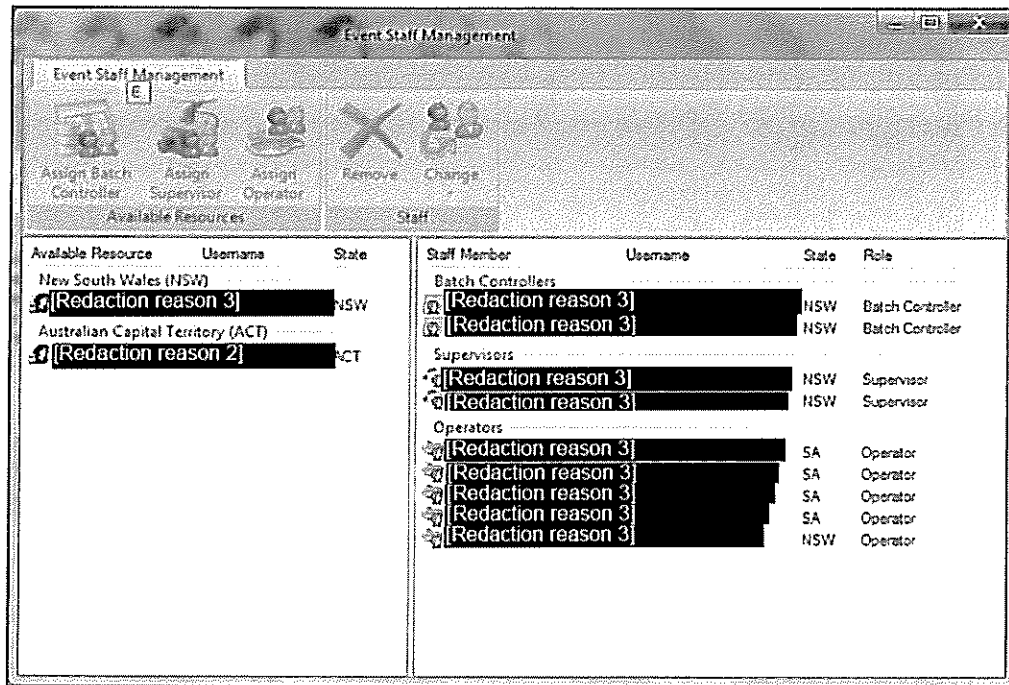 Event Staff Management
Event Staff Management
E
Assign Batch Controller Assign Supervisor Assign Operator Remove Change
Available Resources Staff
Available Resource Username State
New South Wales (NSW)
[Redaction reason 3] NSW
Australian Capital Territory (ACT)
[Redaction reason 2] ACT
Staff Member Username State Role
Batch Controllers
[Redaction reason 3] NSW Batch Controller
[Redaction reason 3] NSW Batch Controller
Supervisors
[Redaction reason 3] NSW Supervisor
[Redaction reason 3] NSW Supervisor
Operators
[Redaction reason 3] SA Operator
[Redaction reason 3] SA Operator
[Redaction reason 3] SA Operator
[Redaction reason 3] SA Operator
[Redaction reason 3] NSW Operator